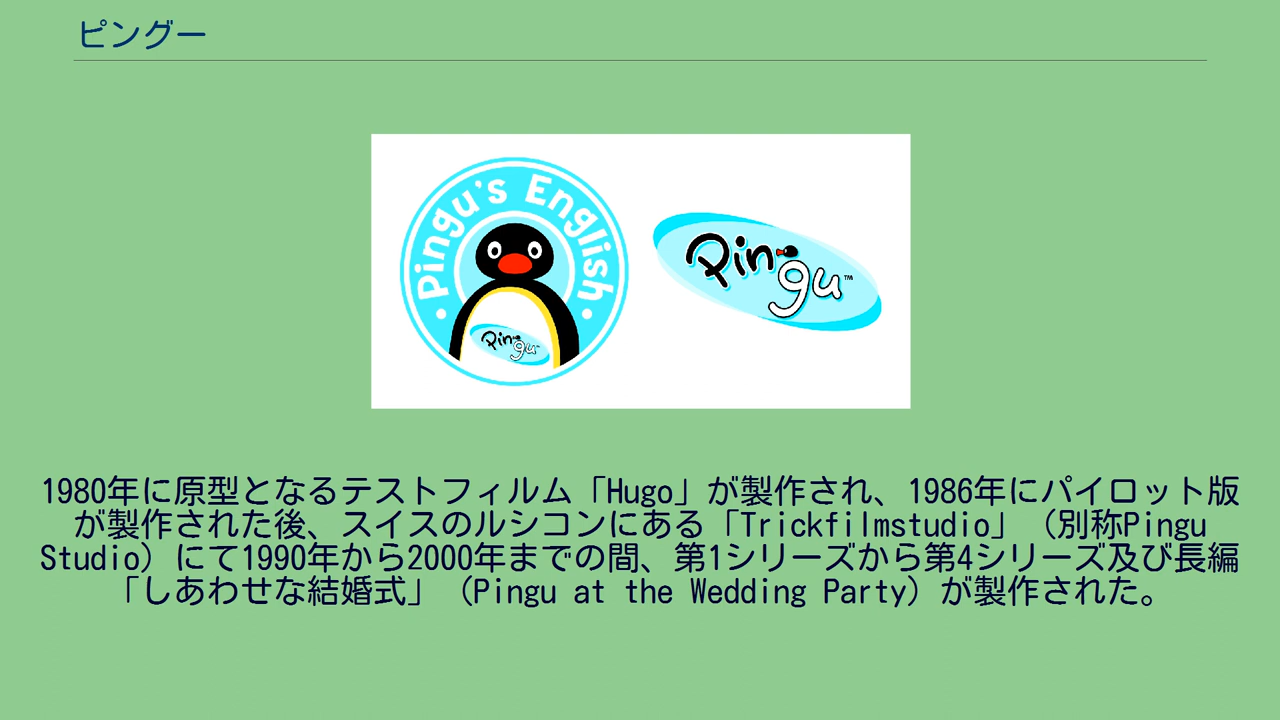 ピングー
Pingu's English
Pingu
Pingu™
1980年に原型となるテストフィルム「Hugo」が製作され、1986年にパイロット版
が製作された後、スイスのルシコンにある「Trickfilmstudio」（別称Pingu
Studio）にて1990年から2000年までの間、第1シリーズから第4シリーズ及び長編
「しあわせな結婚式」（Pingu at the Wedding Party）が製作された。